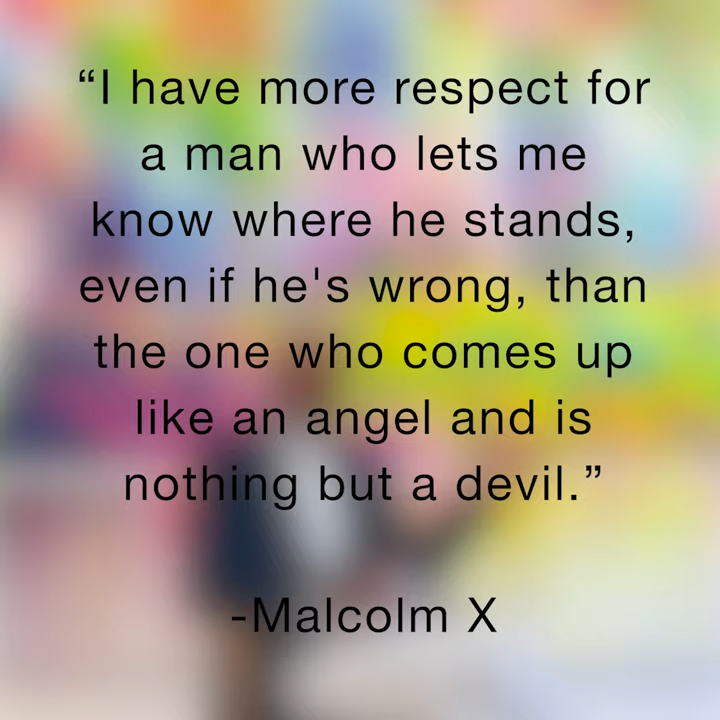 “I have more respect for
a man who lets me
know where he stands,
even if he's wrong, than
the one who comes up
like an angel and is
nothing but a devil.”
-Malcolm X